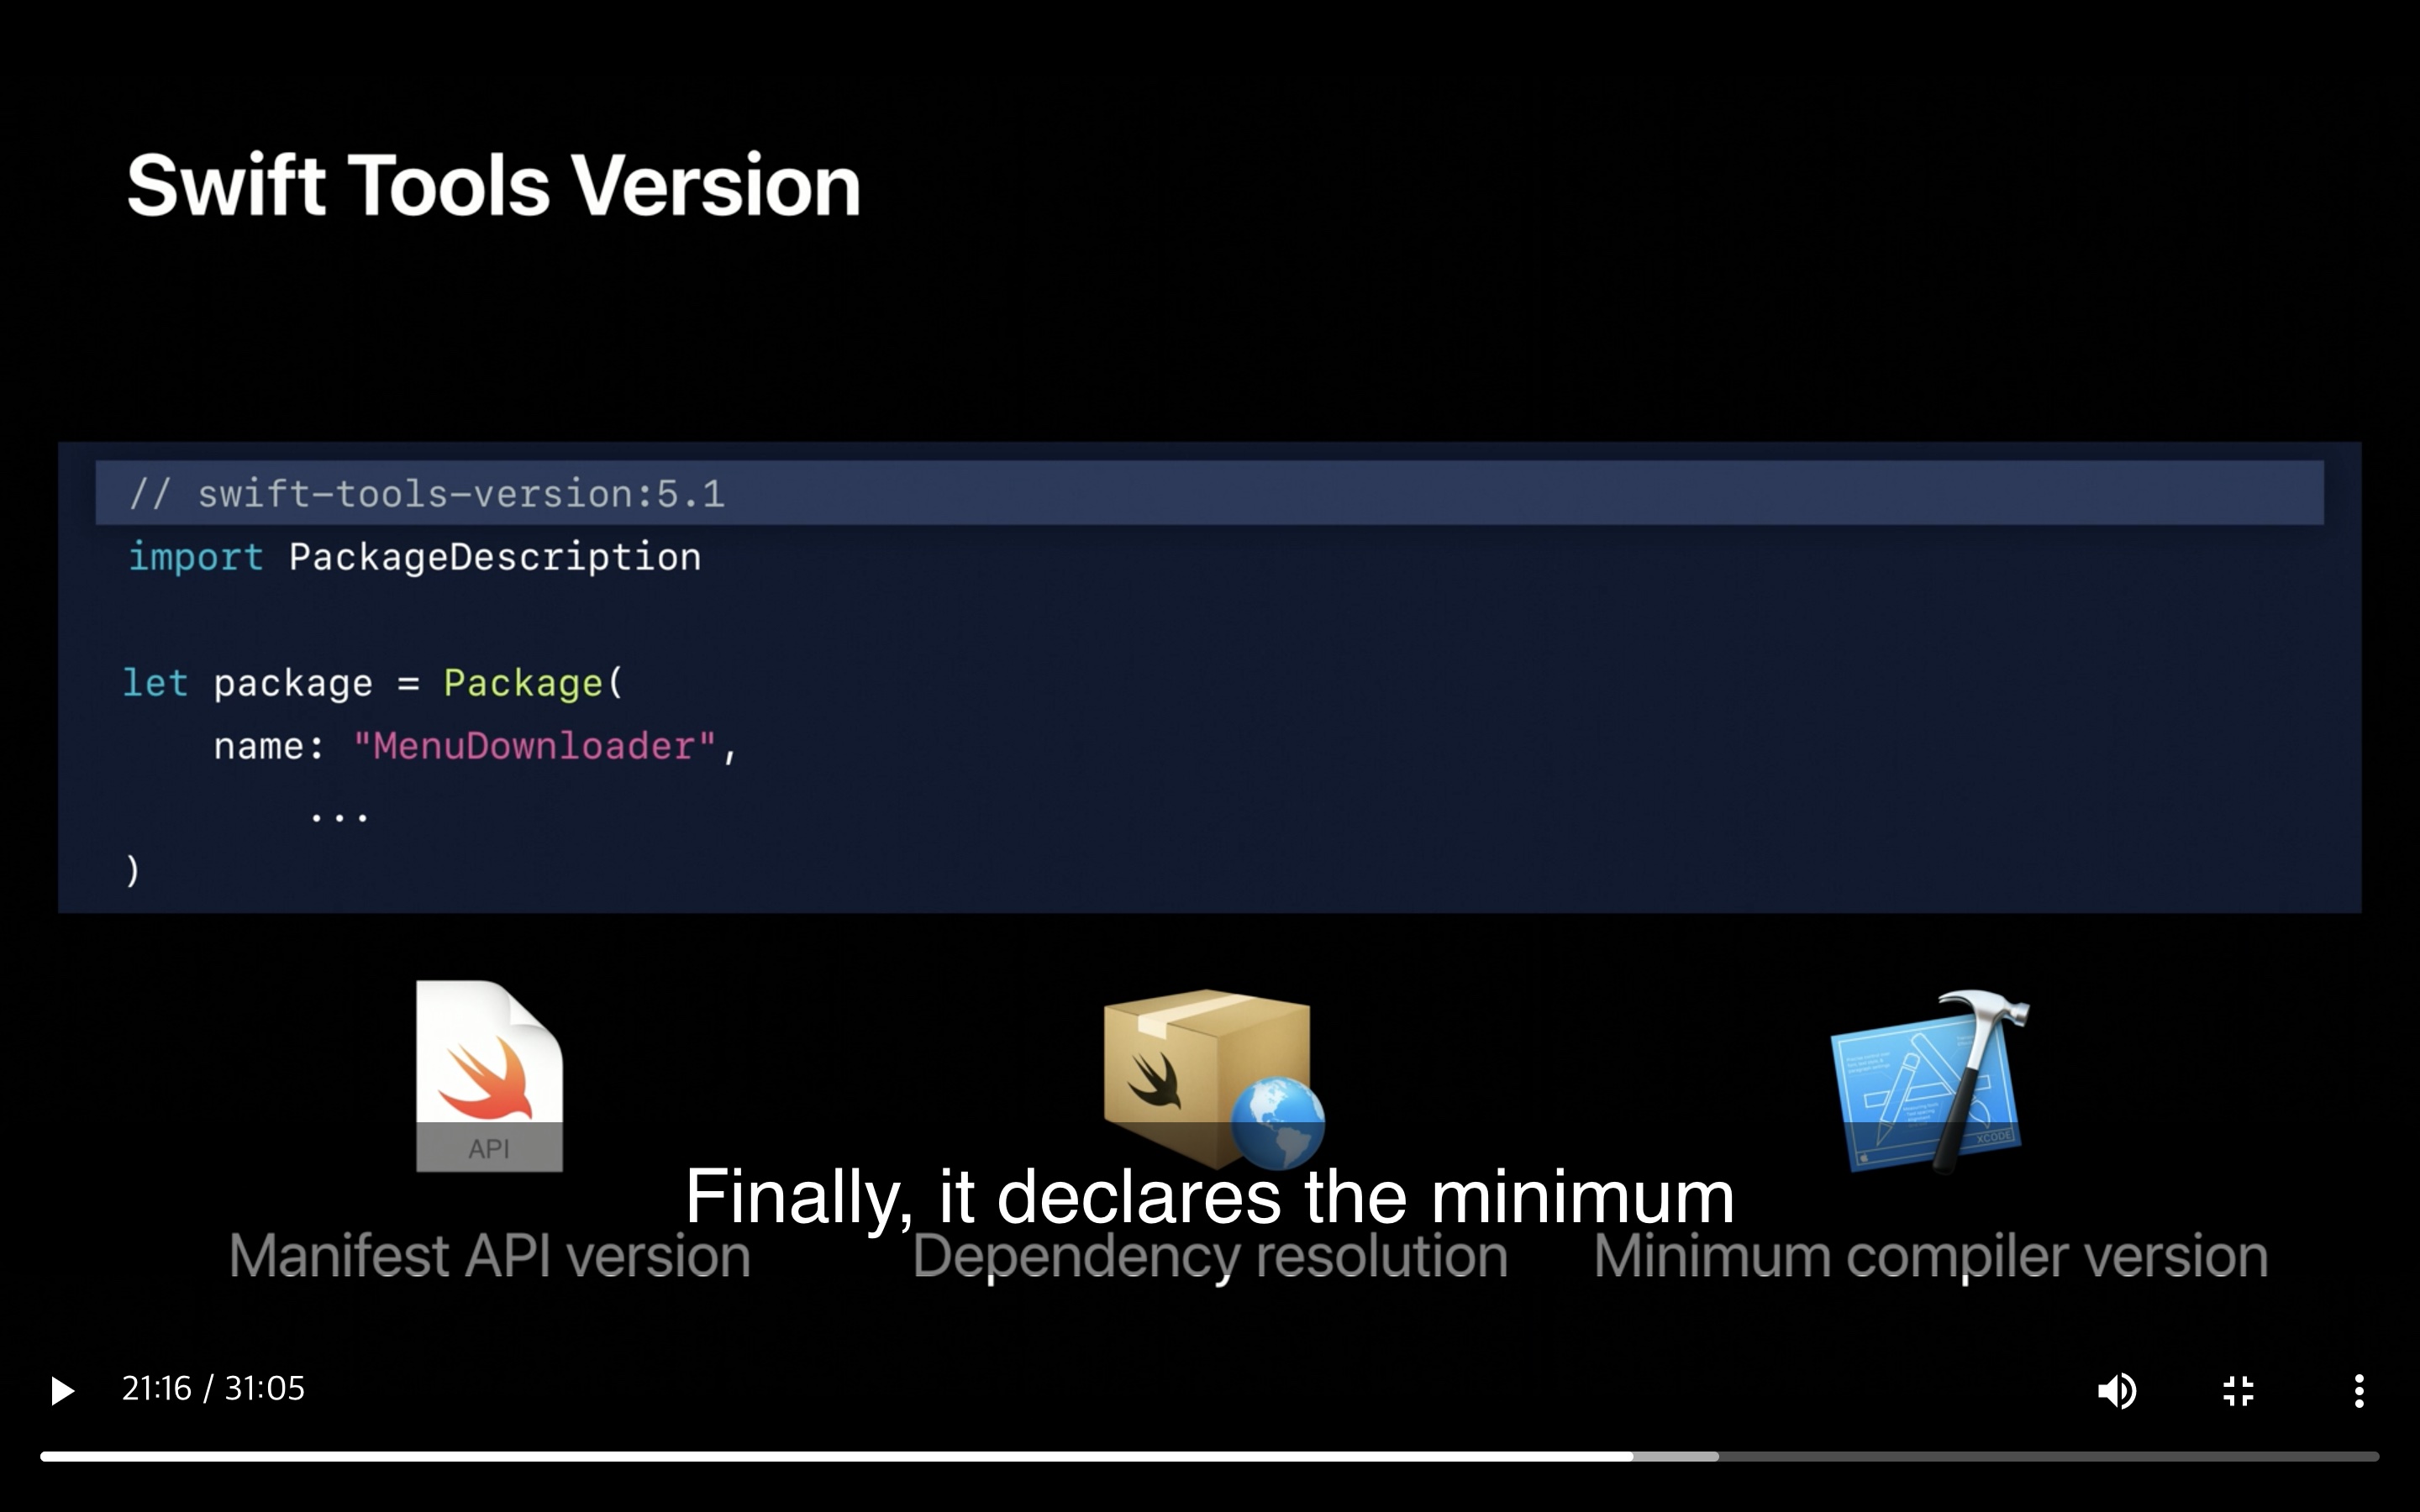 Swift Tools Version
// swift-tools-version:5.1
import PackageDescription
let package = Package(
    name: "MenuDownloader",
        ...
)
API
XCODE
Finally, it declares the minimum
Manifest API version
Dependency resolution
Minimum compiler version
21:16 / 31:05